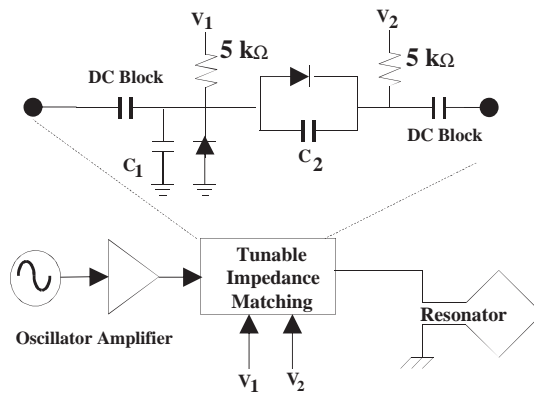 V1
V2
5 kΩ
5 kΩ
DC Block
DC Block
C1
C2
Tunable
Impedance
Matching
Oscillator Amplifier
Resonator
V1
V2